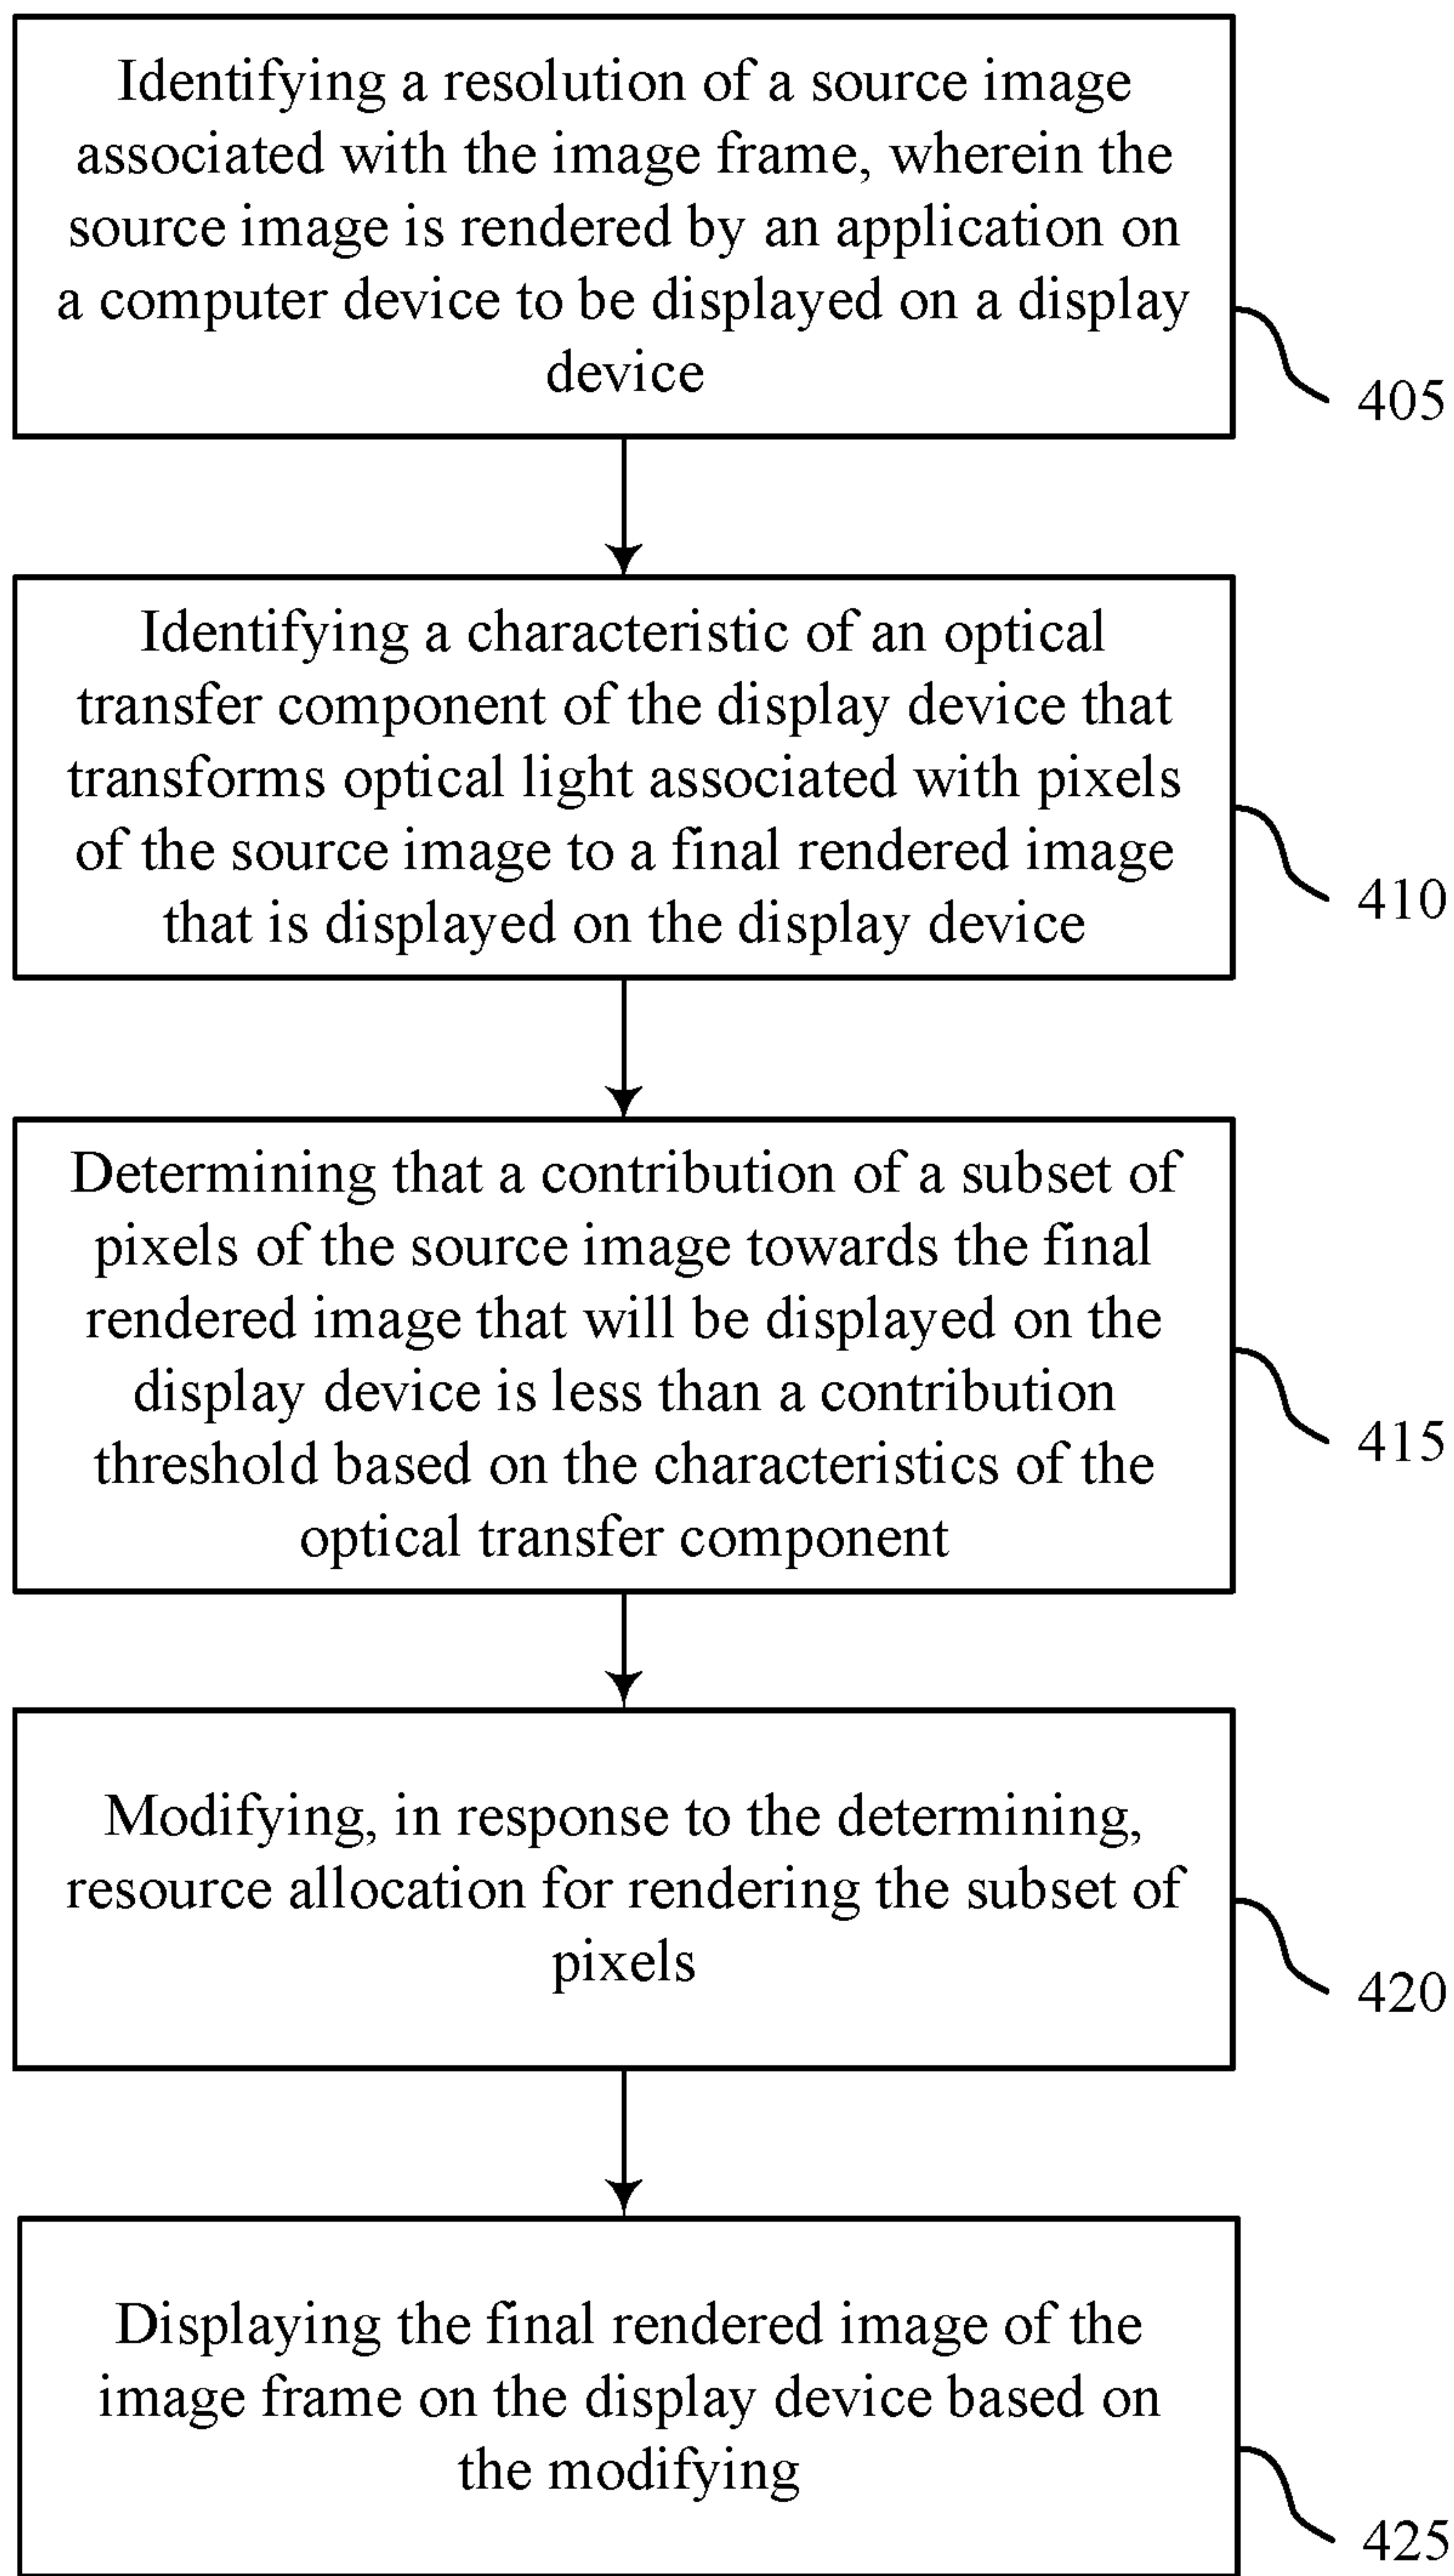 Identifying a resolution of a source image
associated with the image frame, wherein the
source image is rendered by an application on
a computer device to be displayed on a display
device
405
Identifying a characteristic of an optical
transfer component of the display device that
transforms optical light associated with pixels
of the source image to a final rendered image
that is displayed on the display device
410
Determining that a contribution of a subset of
pixels of the source image towards the final
rendered image that will be displayed on the
display device is less than a contribution
threshold based on the characteristics of the
optical transfer component
415
Modifying, in response to the determining,
resource allocation for rendering the subset of
pixels
420
Displaying the final rendered image of the
image frame on the display device based on
the modifying
425